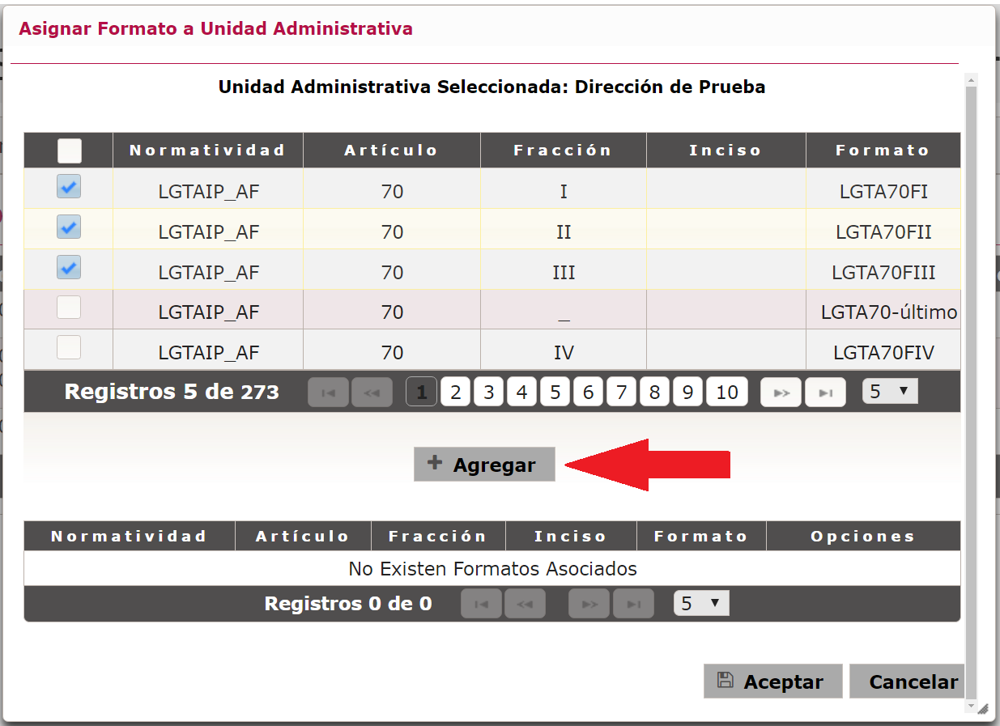 Asignar Formato a Unidad Administrativa
Unidad Administrativa Seleccionada: Dirección de Prueba
Normatividad Artículo Fracción Inciso Formato
LGTAIP_AF 70 I LGTA70FI
LGTAIP_AF 70 II LGTA70FII
LGTAIP_AF 70 III LGTA70FIII
LGTAIP_AF 70 _ LGTA70-último
LGTAIP_AF 70 IV LGTA70FIV
Registros 5 de 273 1 2 3 4 5 6 7 8 9 10 5
+ Agregar
Normatividad Artículo Fracción Inciso Formato Opciones
No Existen Formatos Asociados
Registros 0 de 0 5
Aceptar Cancelar